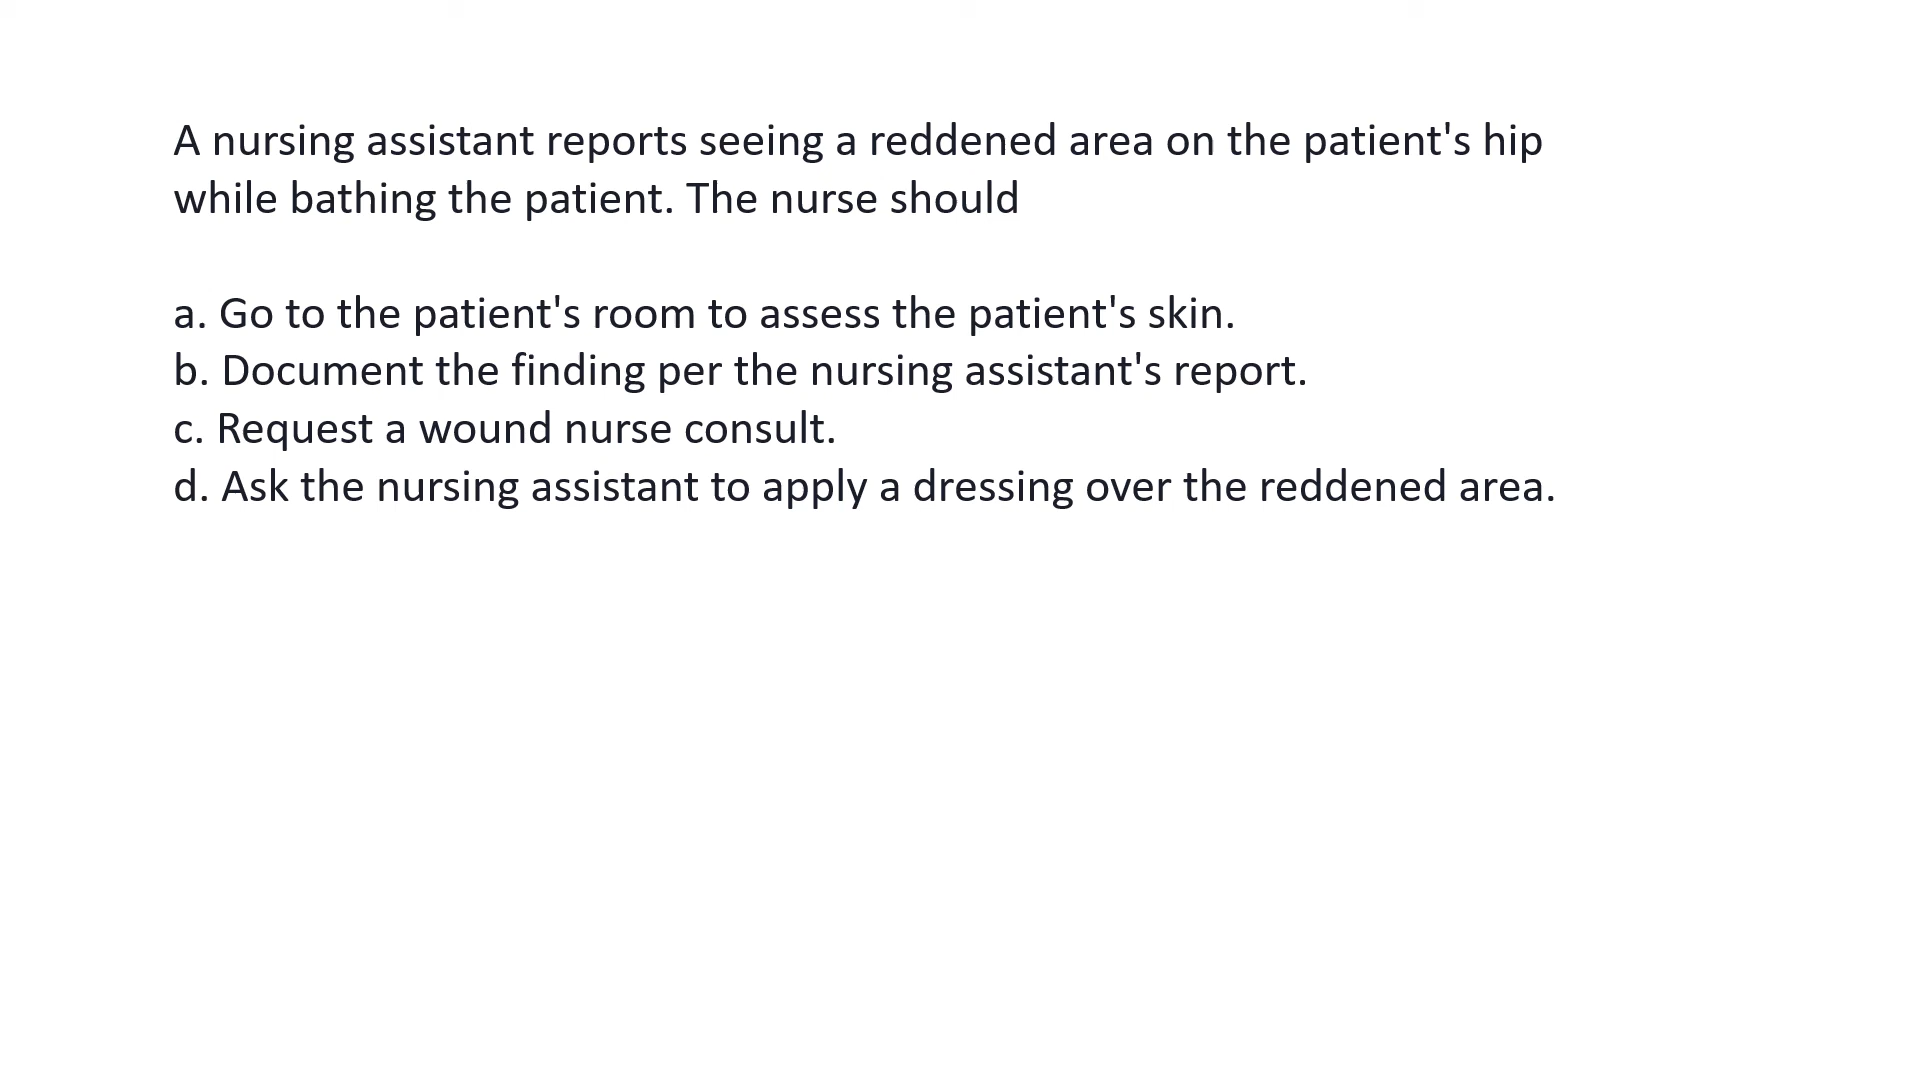 A nursing assistant reports seeing a reddened area on the patient's hip
while bathing the patient. The nurse should
a. Go to the patient's room to assess the patient's skin.
b. Document the finding per the nursing assistant's report.
c. Request a wound nurse consult.
d. Ask the nursing assistant to apply a dressing over the reddened area.